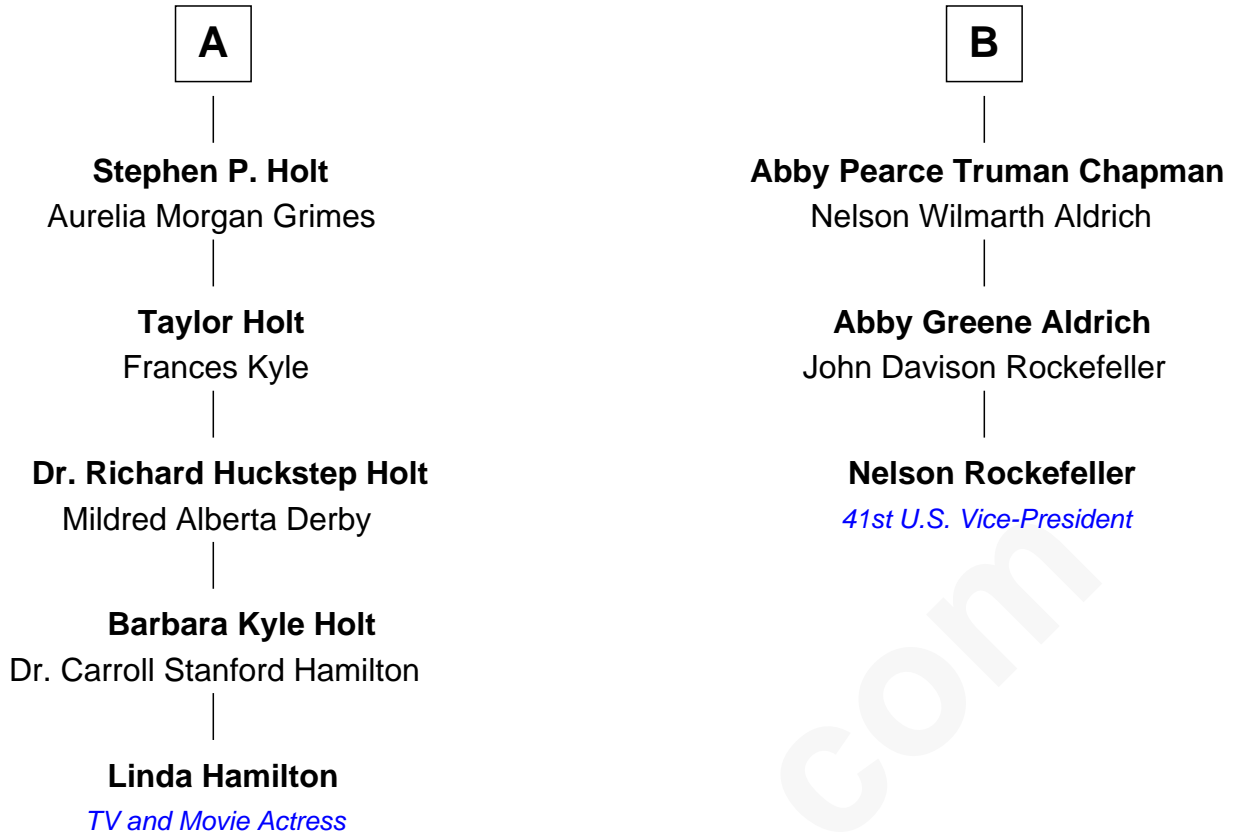 A
Stephen P. Holt
Aurelia Morgan Grimes
Taylor Holt
Frances Kyle
Dr. Richard Huckstep Holt
Mildred Alberta Derby
Barbara Kyle Holt
Dr. Carroll Stanford Hamilton
Linda Hamilton
TV and Movie Actress
B
Abby Pearce Truman Chapman
Nelson Wilmarth Aldrich
Abby Greene Aldrich
John Davison Rockefeller
Nelson Rockefeller
41st U.S. Vice-President
com